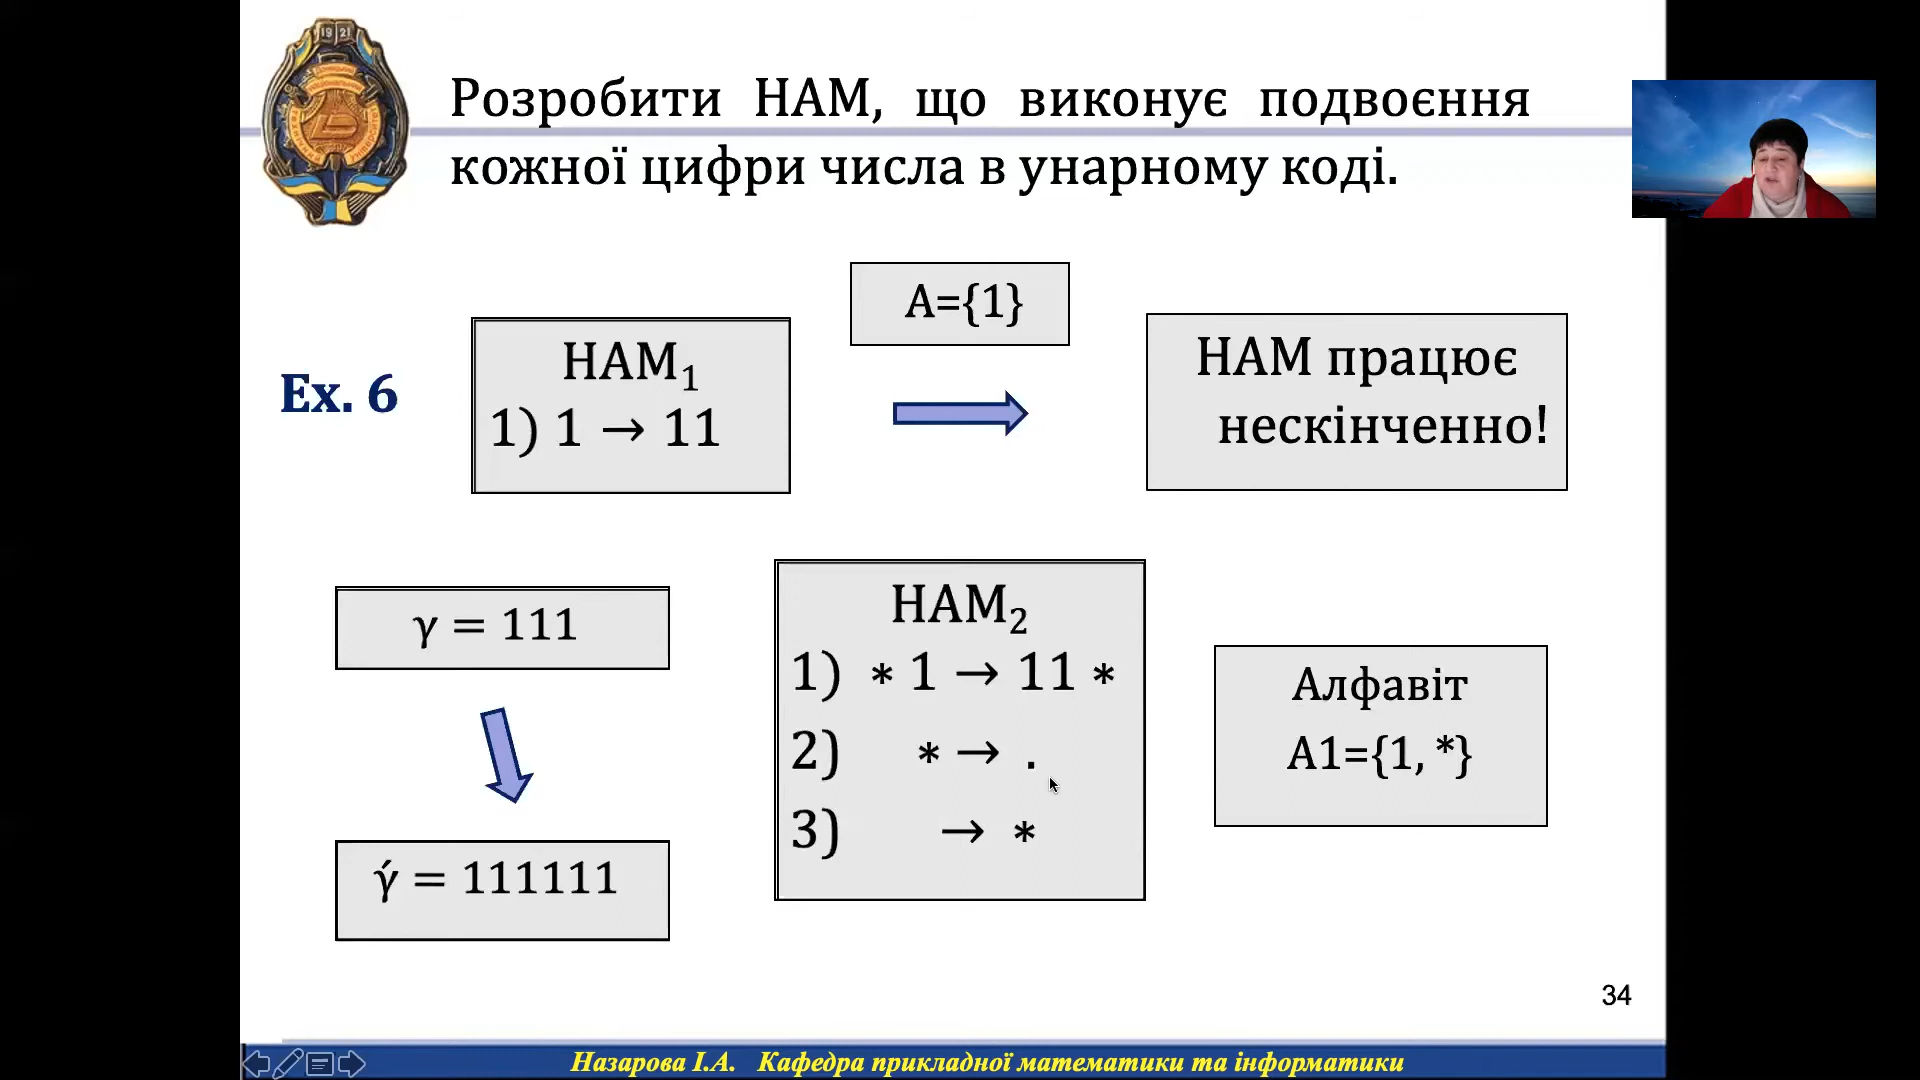 Розробити НАМ, що виконує подвоєння
кожної цифри числа в унарному коді.
A={1}
Ex. 6
НАМ₁
1) 1 → 11
НАМ працює
нескінченно!
γ = 111
НАМ₂
1) * 1 → 11 *
2) * → .
3) → *
Алфавіт
A1={1, *}
γ́ = 111111
34
Назарова І.А. Кафедра прикладної математики та інформатики